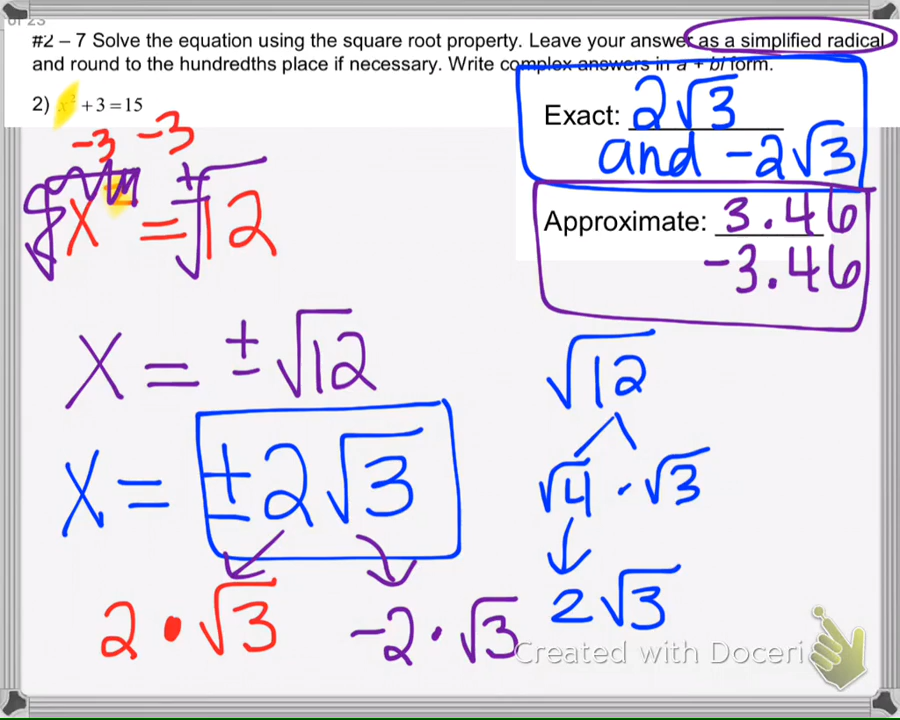 of 23
#2 – 7 Solve the equation using the square root property. Leave your answer as a simplified radical
and round to the hundredths place if necessary. Write complex answers in a + bi form.
2) x² + 3 = 15
-3 -3
√x² = ±√12
x = ±√12
x = ±2√3
2 · √3
-2 · √3
Exact: 2√3
and -2√3
Approximate: 3.46
-3.46
√12
√4 · √3
2√3
Created with Doceri